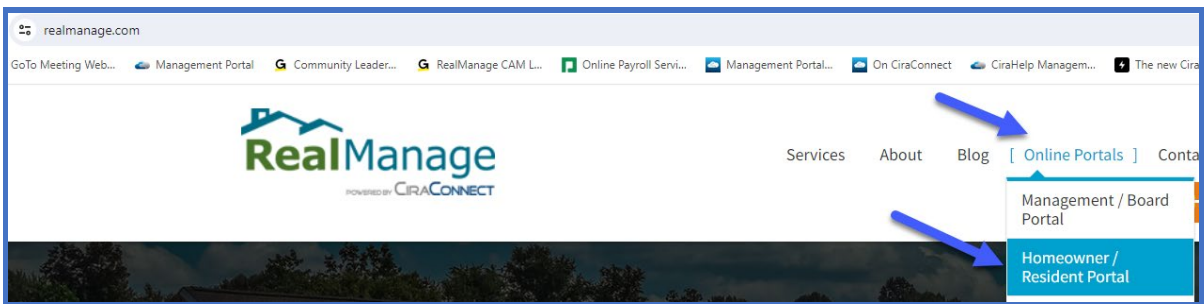 realmanage.com
GoTo Meeting Web... Management Portal Community Leader... RealManage CAM L... Online Payroll Servi... Management Portal... On CiraConnect CiraHelp Managem... The new Cira
RealManage
POWERED BY CIRACONNECT
Services About Blog [ Online Portals ] Conta
Management / Board
Portal
Homeowner /
Resident Portal